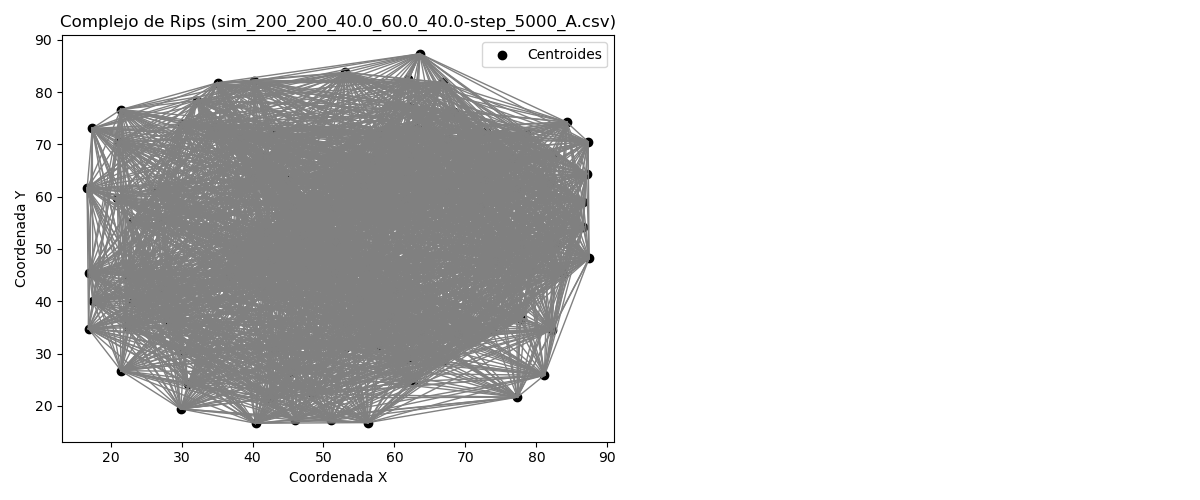 Complejo de Rips (sim_200_200_40.0_60.0_40.0-step_5000_A.csv)
Centroides
90
80
70
60
50
40
30
20
Coordenada Y
20 30 40 50 60 70 80 90
Coordenada X